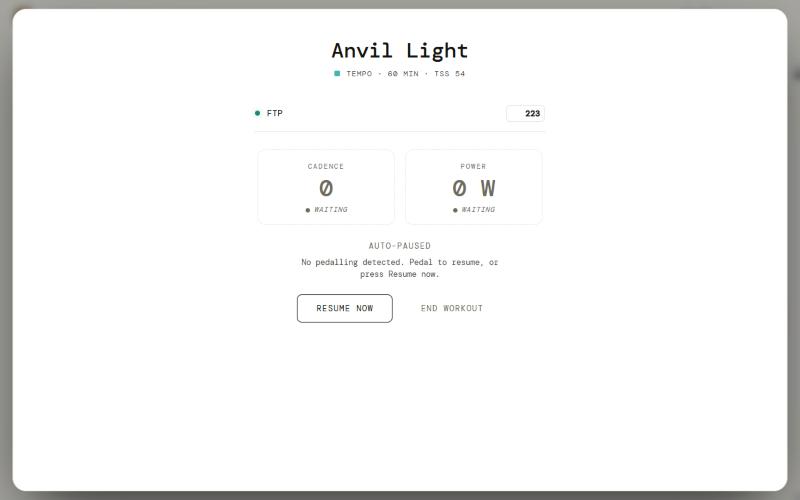 Anvil Light
TEMPO · 60 MIN · TSS 54
FTP 223
CADENCE
0
WAITING
POWER
0 W
WAITING
AUTO-PAUSED
No pedalling detected. Pedal to resume, or
press Resume now.
RESUME NOW
END WORKOUT